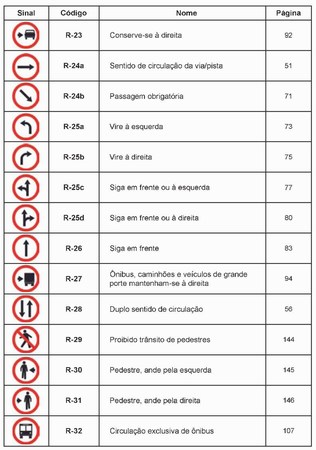 Sinal Código Nome Página
R-23 Conserve-se à direita 92
R-24a Sentido de circulação da via/pista 51
R-24b Passagem obrigatória 71
R-25a Vire à esquerda 73
R-25b Vire à direita 75
R-25c Siga em frente ou à esquerda 77
R-25d Siga em frente ou à direita 80
R-26 Siga em frente 83
R-27 Ônibus, caminhões e veículos de grande
porte mantenham-se à direita 94
R-28 Duplo sentido de circulação 56
R-29 Proibido trânsito de pedestres 144
R-30 Pedestre, ande pela esquerda 145
R-31 Pedestre, ande pela direita 146
R-32 Circulação exclusiva de ônibus 107